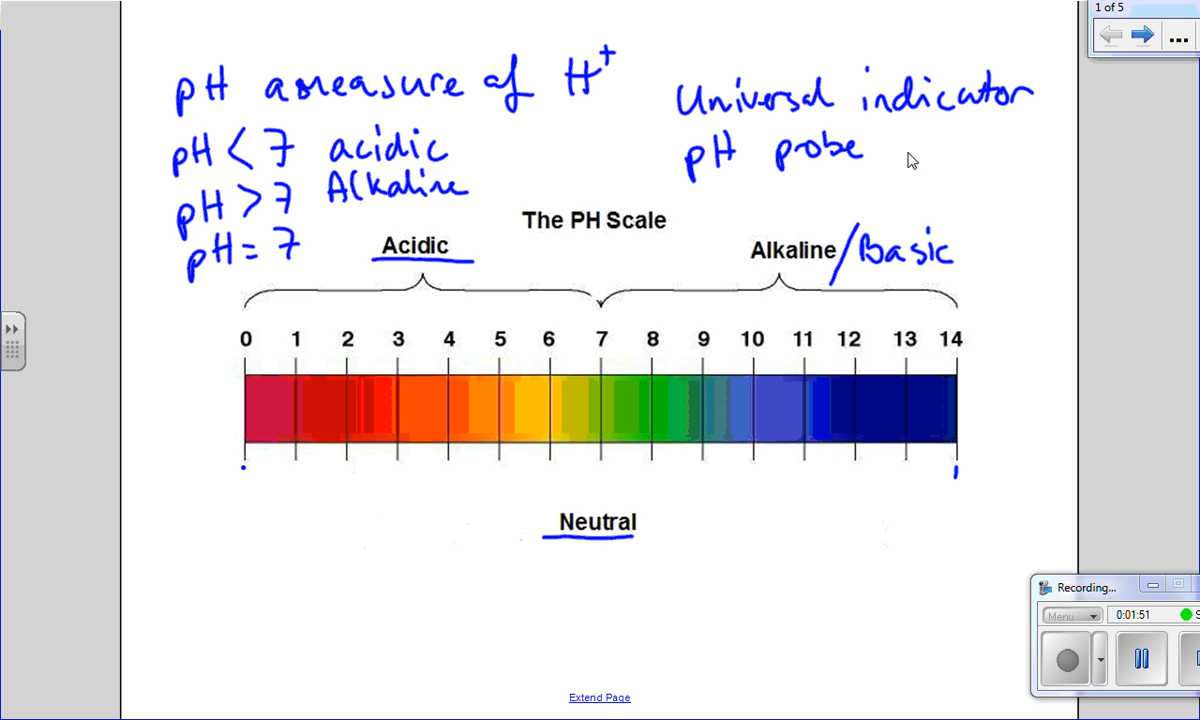 1 of 5
...
pH a measure of H⁺
Universal indicator
pH < 7 acidic
pH probe
pH > 7 Alkaline
pH = 7
The PH Scale
Acidic
Alkaline/Basic
0 1 2 3 4 5 6 7 8 9 10 11 12 13 14
Neutral
Recording...
Menu
0:01:51
Extend Page